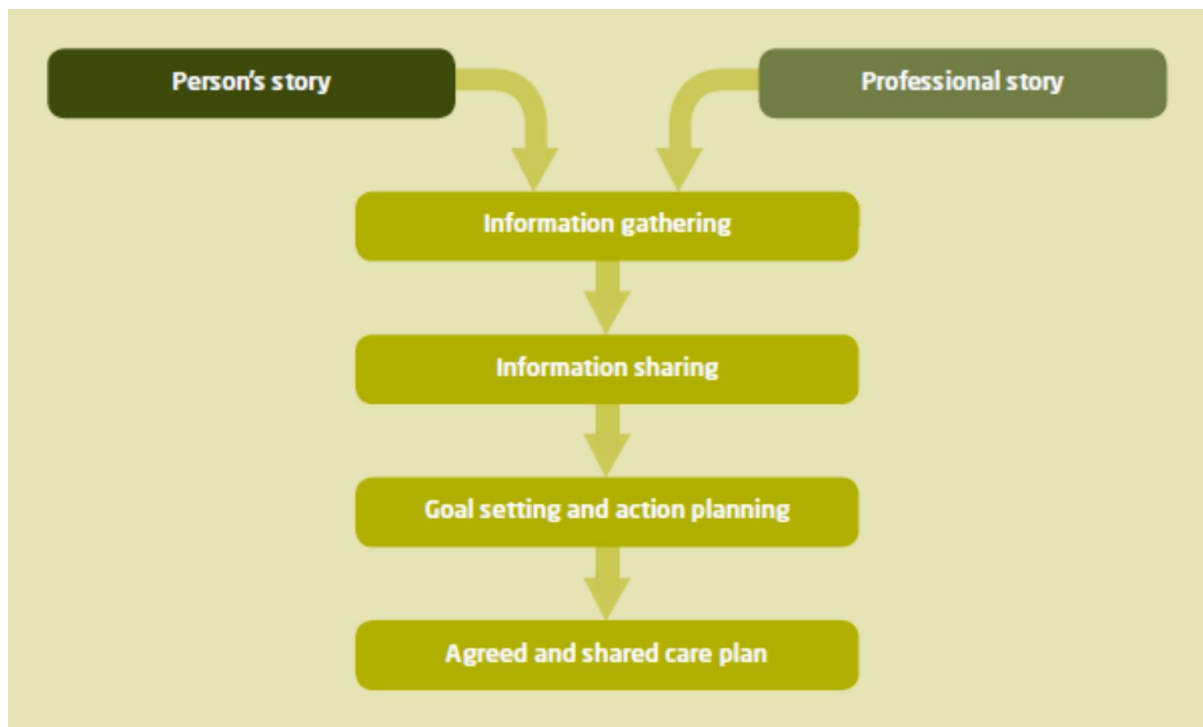 Person's story
Professional story
Information gathering
Information sharing
Goal setting and action planning
Agreed and shared care plan